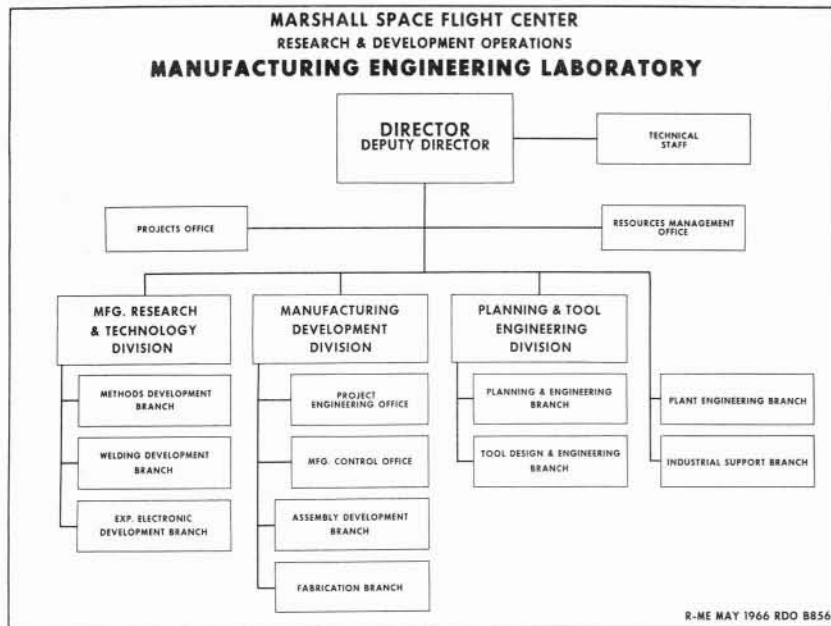 MARSHALL SPACE FLIGHT CENTER
RESEARCH & DEVELOPMENT OPERATIONS
MANUFACTURING ENGINEERING LABORATORY
DIRECTOR
DEPUTY DIRECTOR
TECHNICAL
STAFF
PROJECTS OFFICE
RESOURCES MANAGEMENT
OFFICE
MFG. RESEARCH
& TECHNOLOGY
DIVISION
METHODS DEVELOPMENT
BRANCH
WELDING DEVELOPMENT
BRANCH
EXP. ELECTRONIC
DEVELOPMENT BRANCH
MANUFACTURING
DEVELOPMENT
DIVISION
PROJECT
ENGINEERING OFFICE
MFG. CONTROL OFFICE
ASSEMBLY DEVELOPMENT
BRANCH
FABRICATION BRANCH
PLANNING & TOOL
ENGINEERING
DIVISION
PLANNING & ENGINEERING
BRANCH
TOOL DESIGN & ENGINEERING
BRANCH
PLANT ENGINEERING BRANCH
INDUSTRIAL SUPPORT BRANCH
R-ME MAY 1966 RDO B856